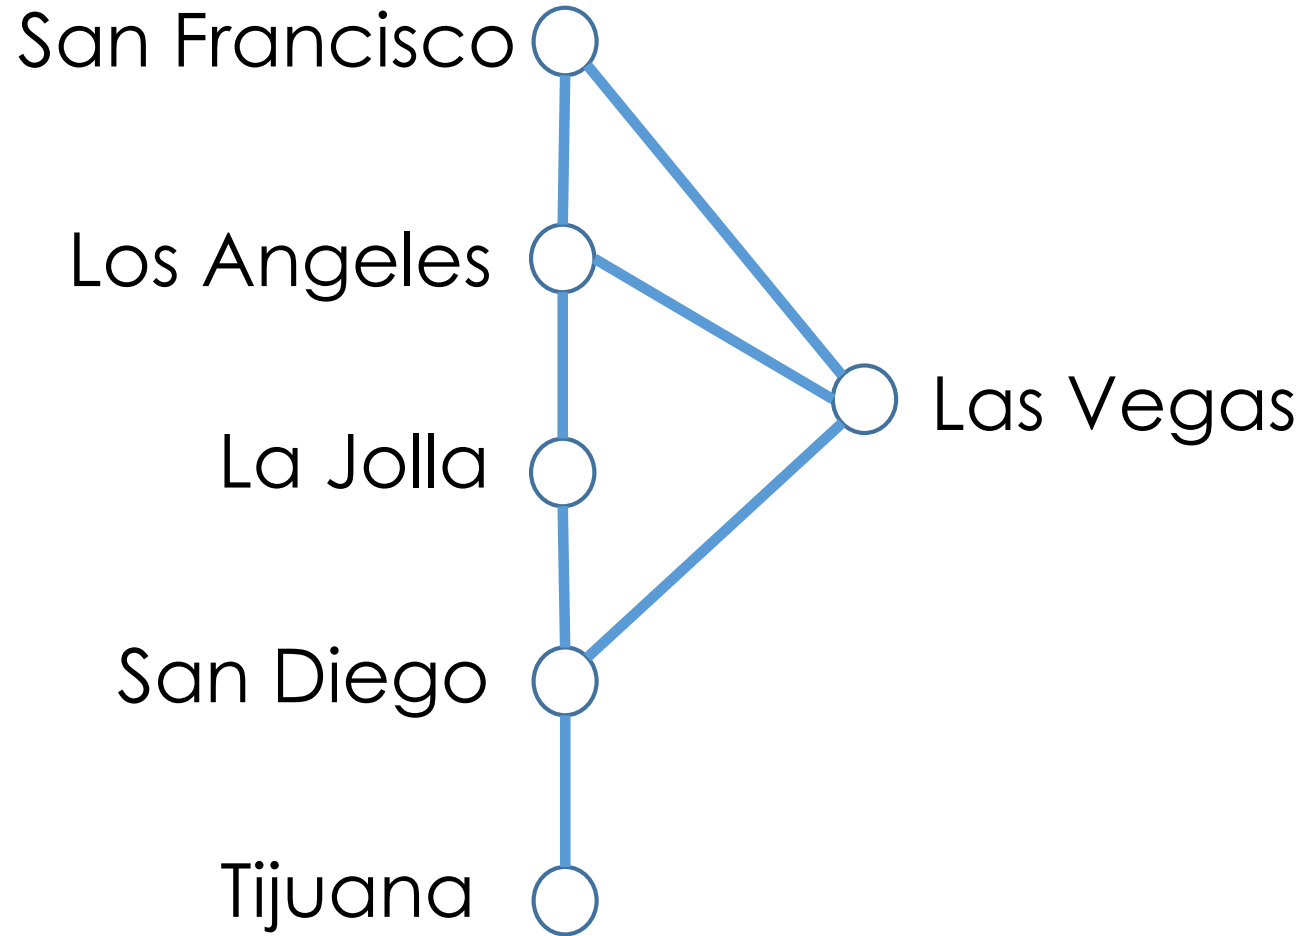 San Francisco
Los Angeles
Las Vegas
La Jolla
San Diego
Tijuana